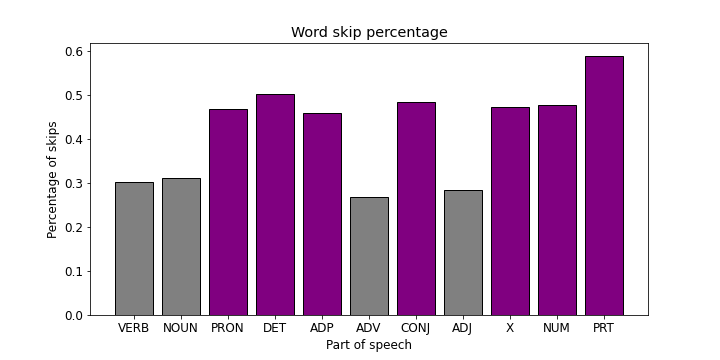 Word skip percentage
Percentage of skips
0.6
0.5
0.4
0.3
0.2
0.1
0.0
VERB NOUN PRON DET ADP ADV CONJ ADJ X NUM PRT
Part of speech